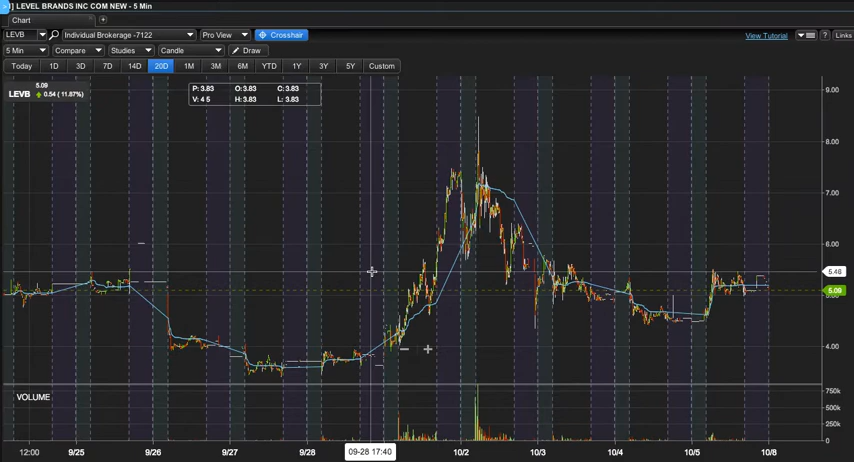 ] LEVEL BRANDS INC COM NEW - 5 Min
Chart
LEVB Individual Brokerage -7122 Pro View Crosshair View Tutorial ? Links
5 Min Compare Studies Candle Draw
Today 1D 3D 7D 14D 20D 1M 3M 6M YTD 1Y 3Y 5Y Custom
LEVB 5.09 0.54 ( 11.87%)
P: 3.83 O: 3.83 C: 3.83
V: 4 5 H: 3.83 L: 3.83
9.00
8.00
7.00
6.00
5.46
5.09
5.00
4.00
VOLUME
750k
500k
250k
0
12:00 9/25 9/26 9/27 9/28 09-28 17:40 10/2 10/3 10/4 10/5 10/8